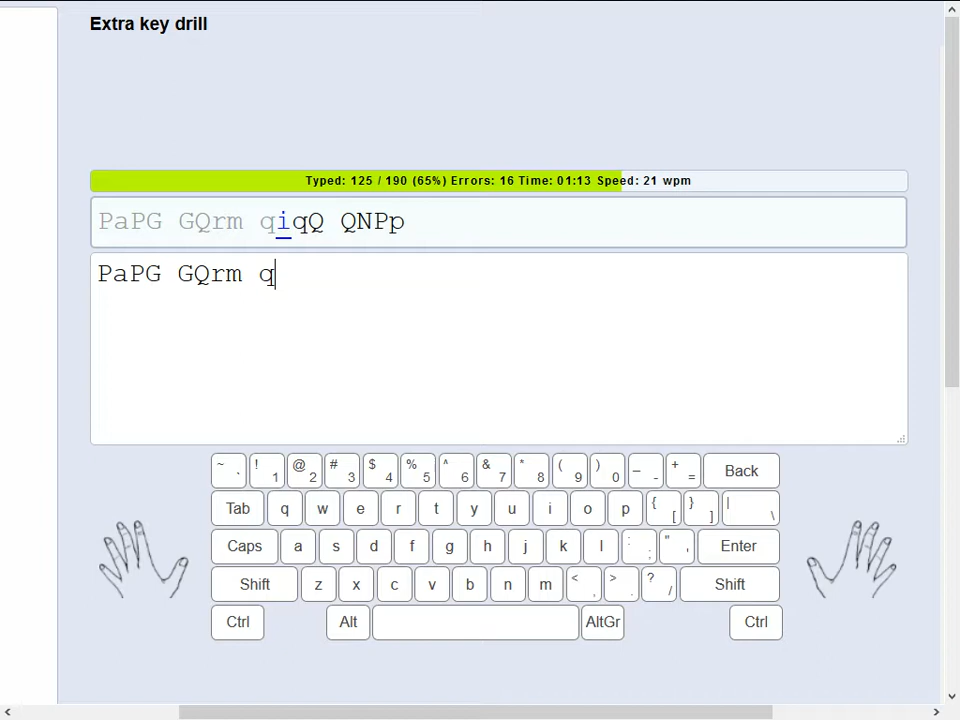 Extra key drill
Typed: 125 / 190 (65%) Errors: 16 Time: 01:13 Speed: 21 wpm
PaPG GQrm qiqQ QNPp
PaPG GQrm q
~ . ! 1 @ 2 # 3 $ 4 % 5 ^ 6 & 7 * 8 ( 9 ) 0 _ - + = Back
Tab q w e r t y u i o p { [ } ] | \
Caps a s d f g h j k l : ; " ' Enter
Shift z x c v b n m < , > . ? / Shift
Ctrl Alt AltGr Ctrl